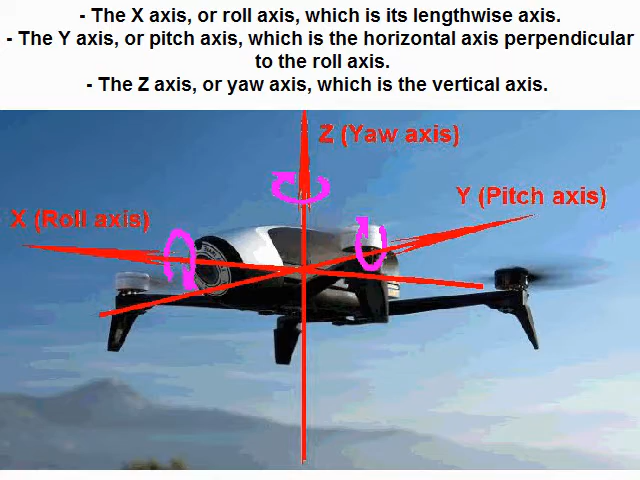 - The X axis, or roll axis, which is its lengthwise axis.
- The Y axis, or pitch axis, which is the horizontal axis perpendicular
to the roll axis.
- The Z axis, or yaw axis, which is the vertical axis.
Z (Yaw axis)
Y (Pitch axis)
X (Roll axis)